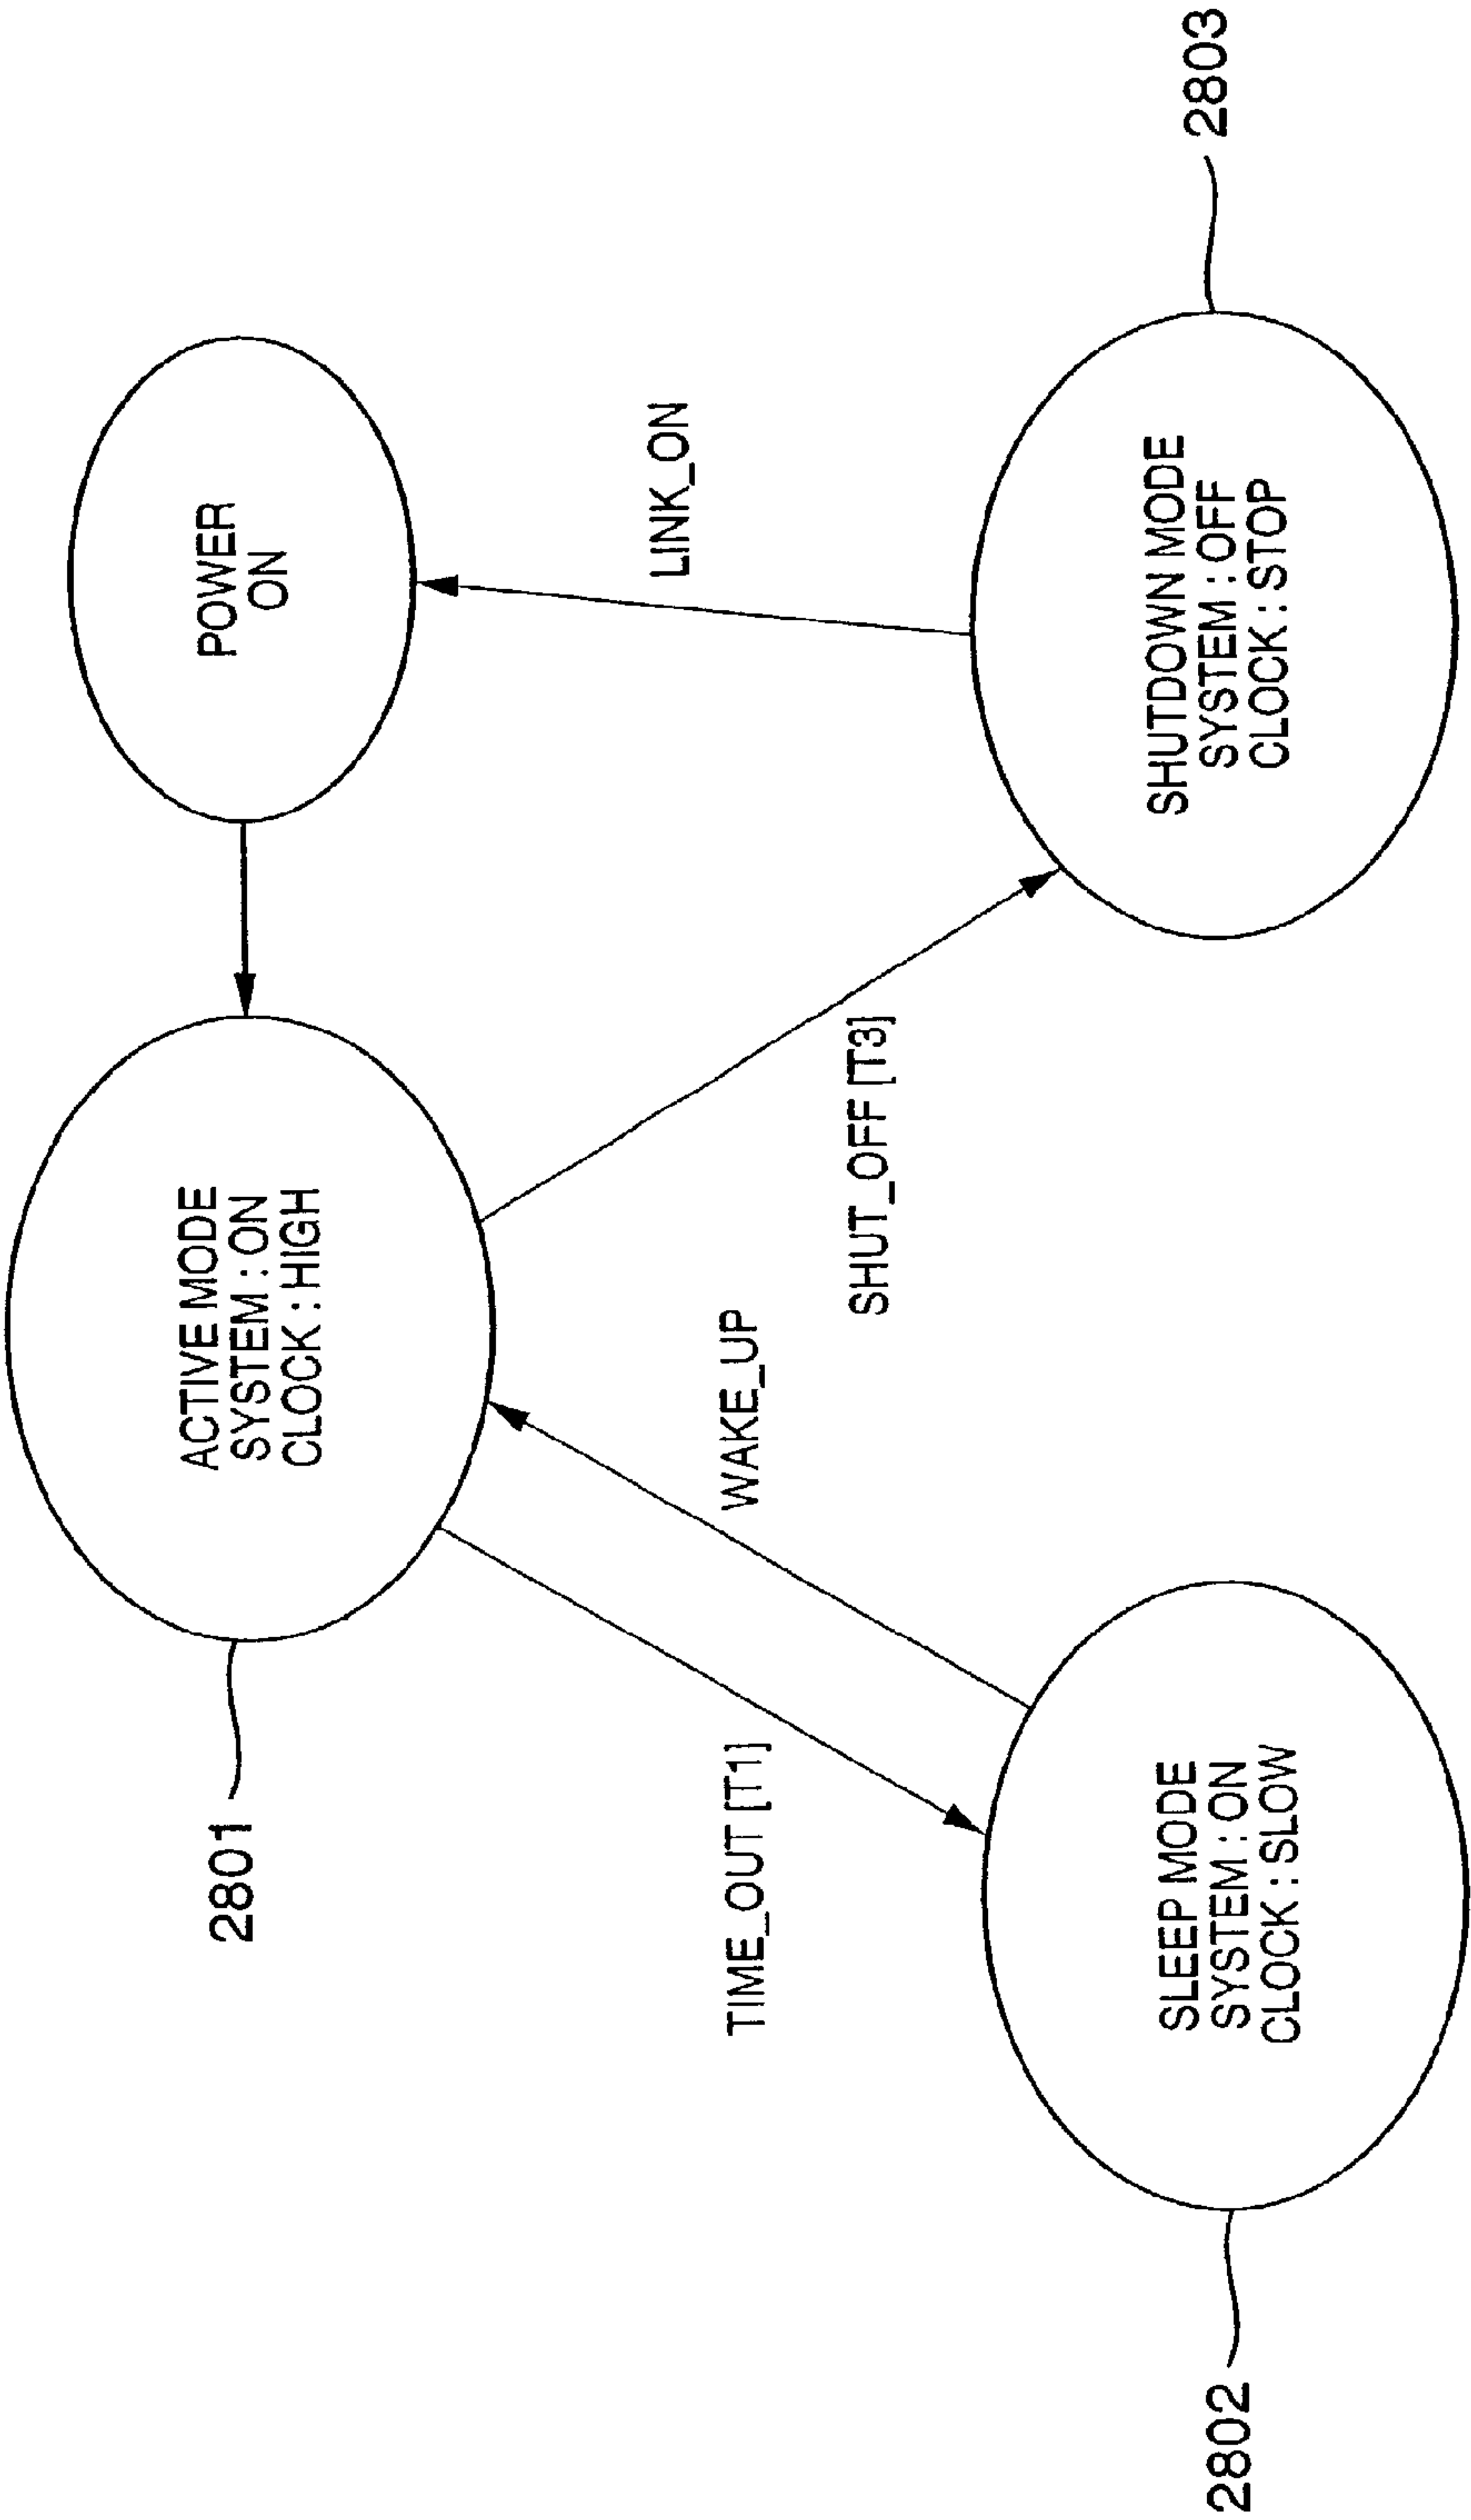 2801
ACTIVE MODE
SYSTEM : ON
CLOCK : HIGH
POWER
ON
TIME_OUT [T1]
WAKE_UP
SHUT_OFF [T3]
LINK_ON
2802
SLEEP MODE
SYSTEM : ON
CLOCK : SLOW
SHUTDOWN MODE
SYSTEM : OFF
CLOCK : STOP
2803